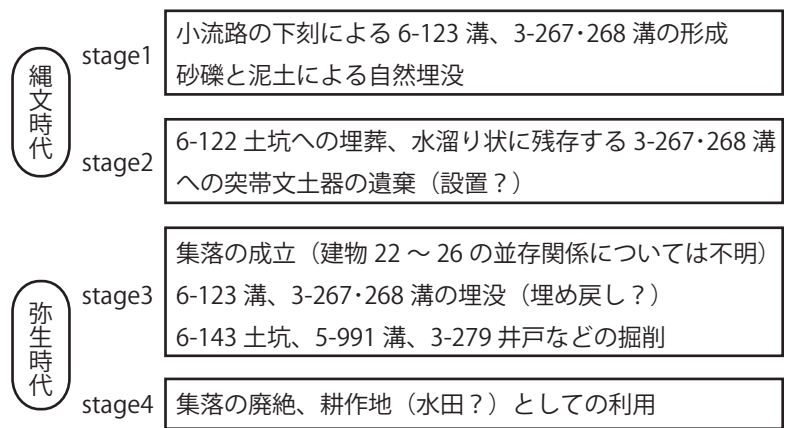 縄文時代
stage1
小流路の下刻による 6-123 溝、3-267・268 溝の形成
砂礫と泥土による自然埋没
stage2
6-122 土坑への埋葬、水溜り状に残存する 3-267・268 溝
への突帯文土器の遺棄（設置？）
弥生時代
stage3
集落の成立（建物 22 ～ 26 の並存関係については不明）
6-123 溝、3-267・268 溝の埋没（埋め戻し？）
6-143 土坑、5-991 溝、3-279 井戸などの掘削
stage4
集落の廃絶、耕作地（水田？）としての利用